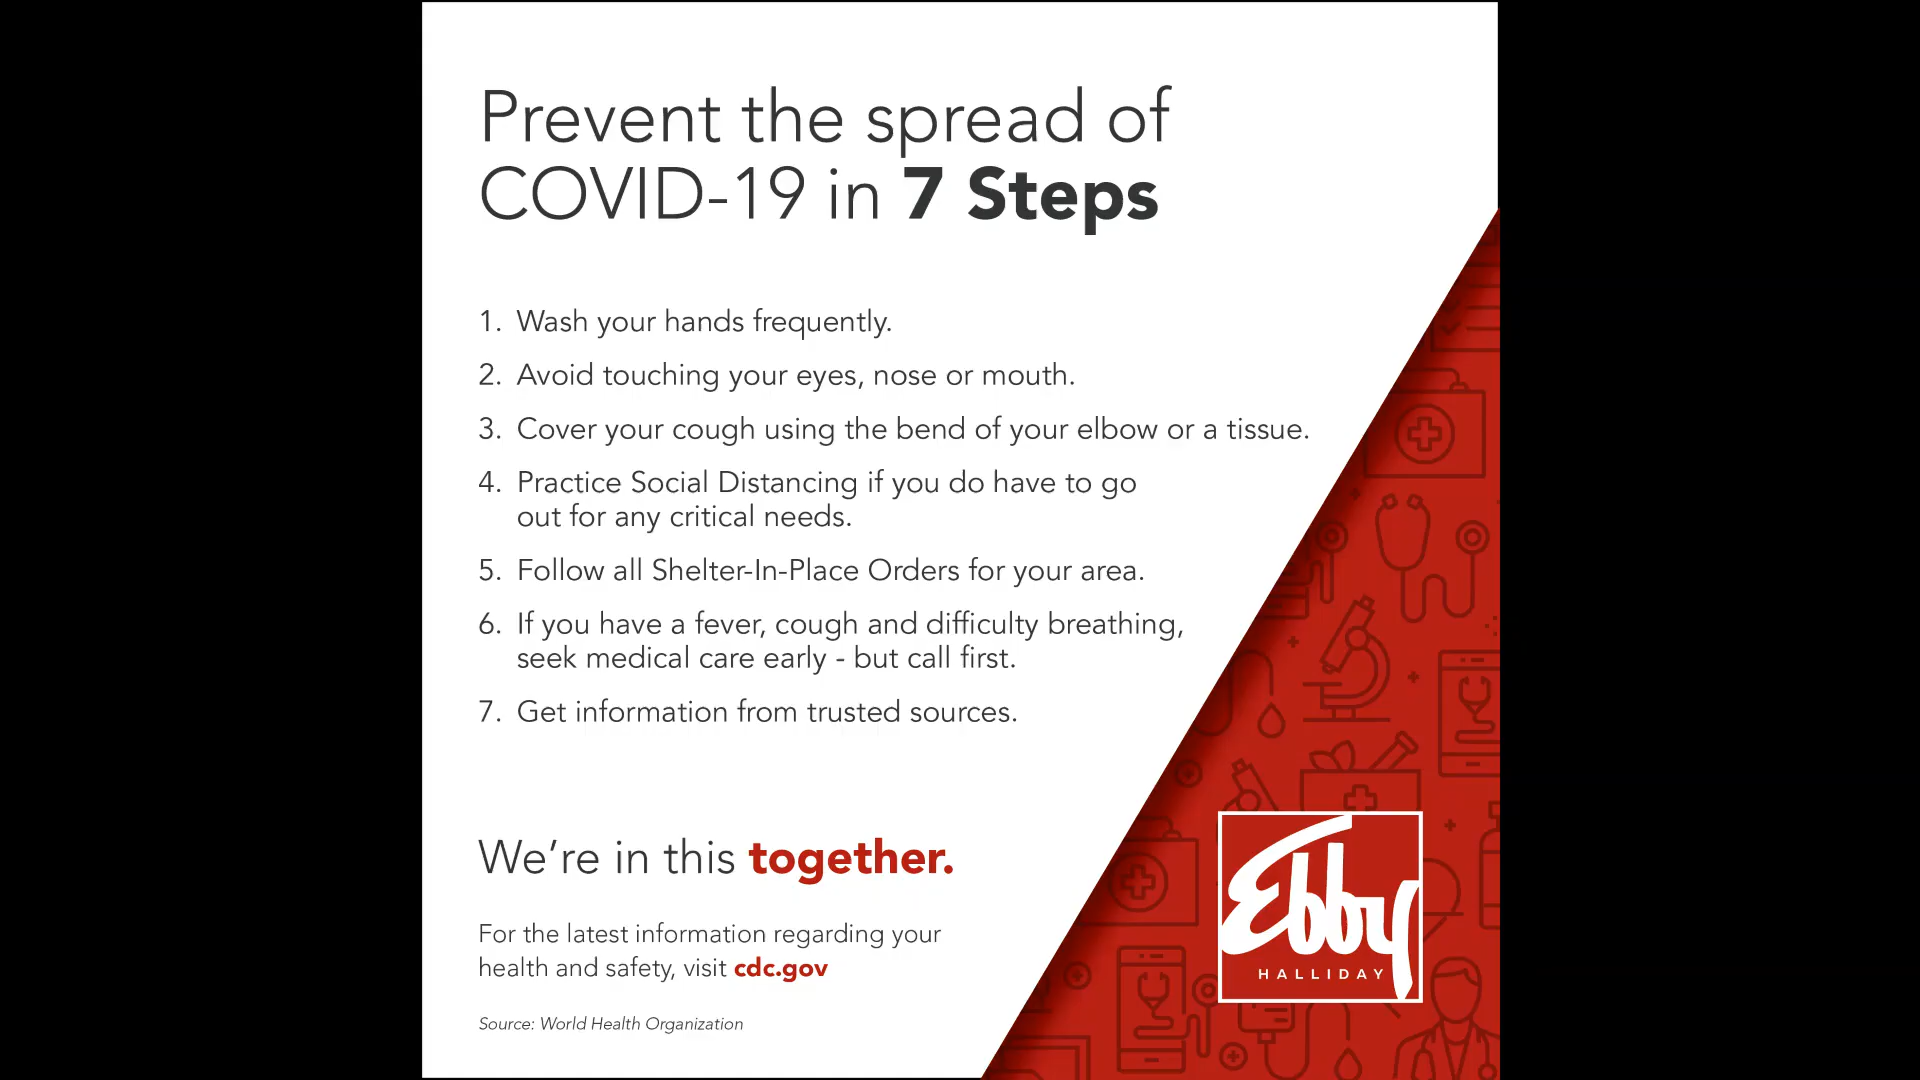 Prevent the spread of
COVID-19 in 7 Steps
1. Wash your hands frequently.
2. Avoid touching your eyes, nose or mouth.
3. Cover your cough using the bend of your elbow or a tissue.
4. Practice Social Distancing if you do have to go
out for any critical needs.
5. Follow all Shelter-In-Place Orders for your area.
6. If you have a fever, cough and difficulty breathing,
seek medical care early - but call first.
7. Get information from trusted sources.
We're in this together.
For the latest information regarding your
health and safety, visit cdc.gov
Source: World Health Organization
Ebby
HALLIDAY